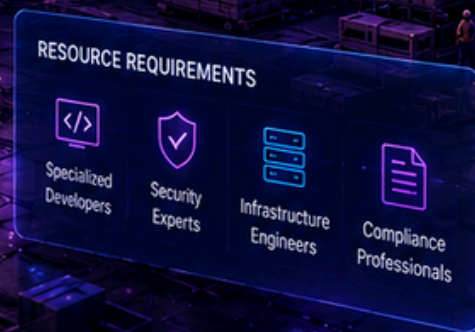 RESOURCE REQUIREMENTS
</>
Specialized
Developers
Security
Experts
Infrastructure
Engineers
Compliance
Professionals